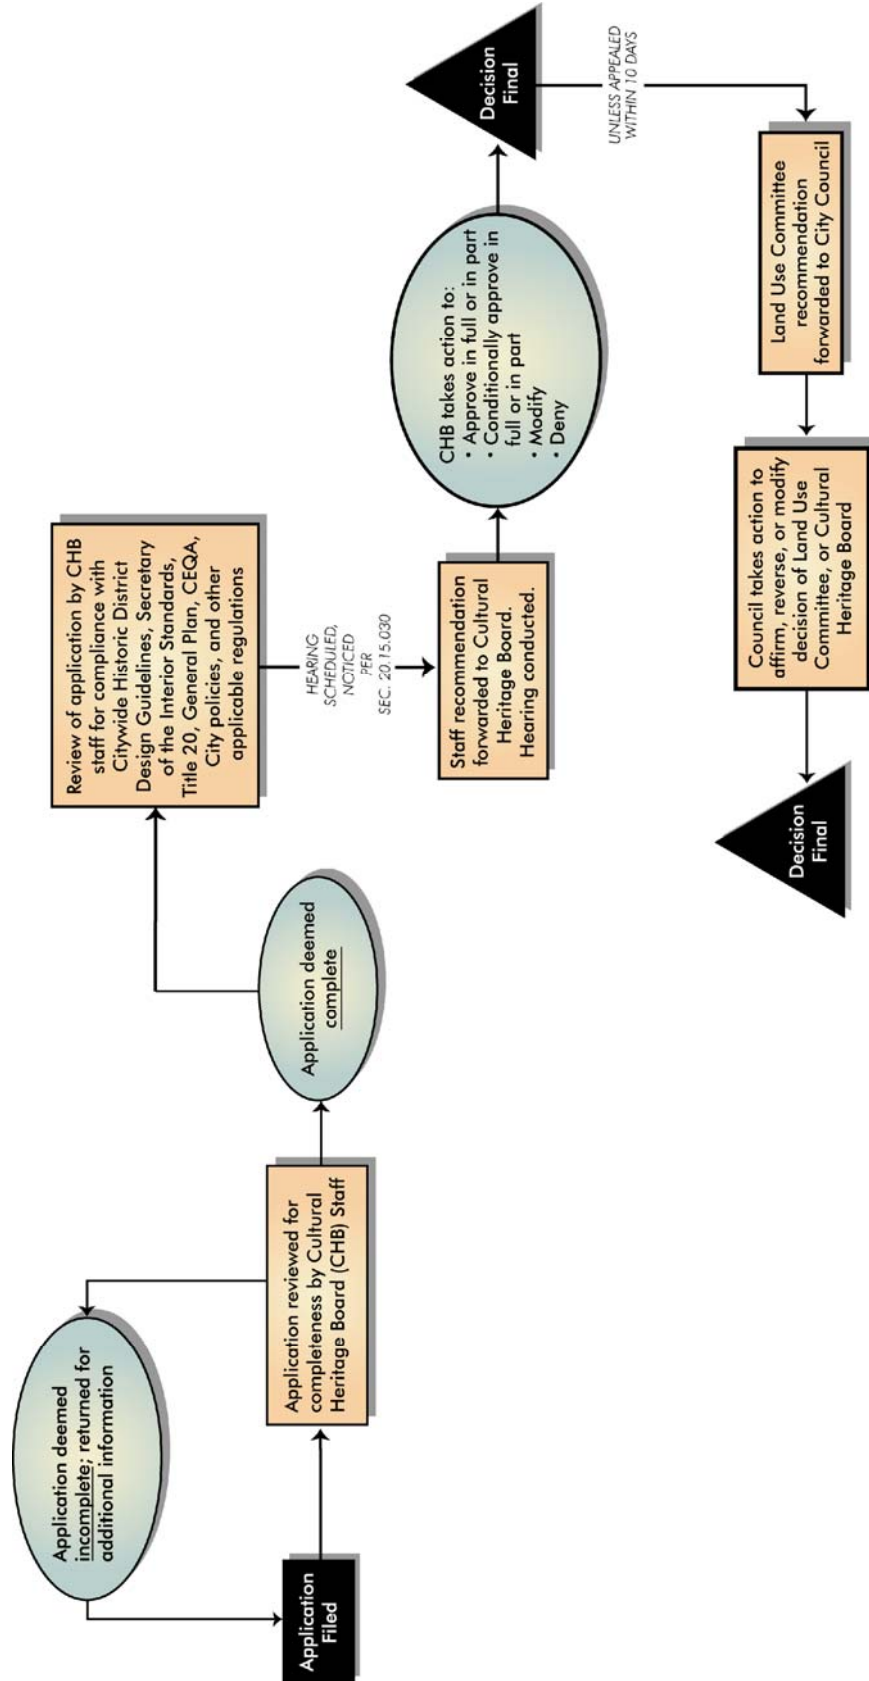 Application
Filed
Application deemed
incomplete; returned for
additional information
Application reviewed for
completeness by Cultural
Heritage Board (CHB) Staff
Application deemed
complete
Review of application by CHB
staff for compliance with
Citywide Historic District
Design Guidelines, Secretary
of the Interior Standards,
Title 20, General Plan, CEQA,
City policies, and other
applicable regulations
HEARING
SCHEDULED,
NOTICED
PER
SEC. 20.15.030
Staff recommendation
forwarded to Cultural
Heritage Board.
Hearing conducted.
CHB takes action to:
• Approve in full or in part
• Conditionally approve in
full or in part
• Modify
• Deny
Decision
Final
UNLESS APPEALED
WITHIN 10 DAYS
Land Use Committee
recommendation
forwarded to City Council
Council takes action to
affirm, reverse, or modify
decision of Land Use
Committee, or Cultural
Heritage Board
Decision
Final